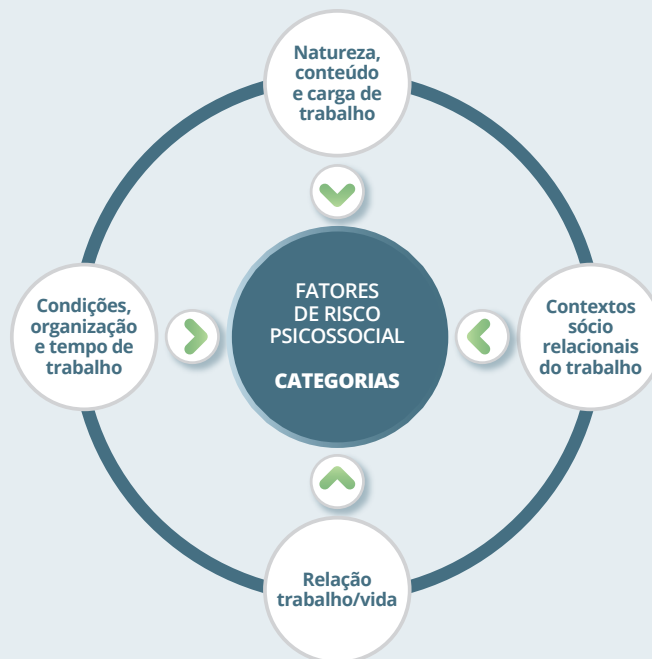 Natureza,
conteúdo
e carga de
trabalho
Condições,
organização
e tempo de
trabalho
FATORES
DE RISCO
PSICOSSOCIAL
CATEGORIAS
Contextos
sócio
relacionais
do trabalho
Relação
trabalho/vida